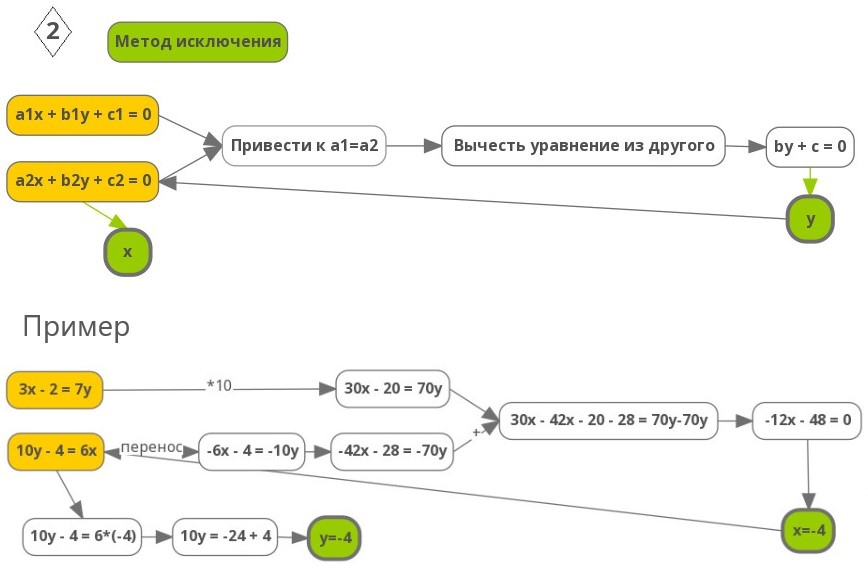 2
Метод исключения
a1x + b1y + c1 = 0
Привести к a1=a2
Вычесть уравнение из другого
by + c = 0
a2x + b2y + c2 = 0
y
x
Пример
3x - 2 = 7y
*10
30x - 20 = 70y
30x - 42x - 20 - 28 = 70y-70y
-12x - 48 = 0
10y - 4 = 6x
перенос
-6x - 4 = -10y
-42x - 28 = -70y
+
10y - 4 = 6*(-4)
10y = -24 + 4
y=-4
x=-4